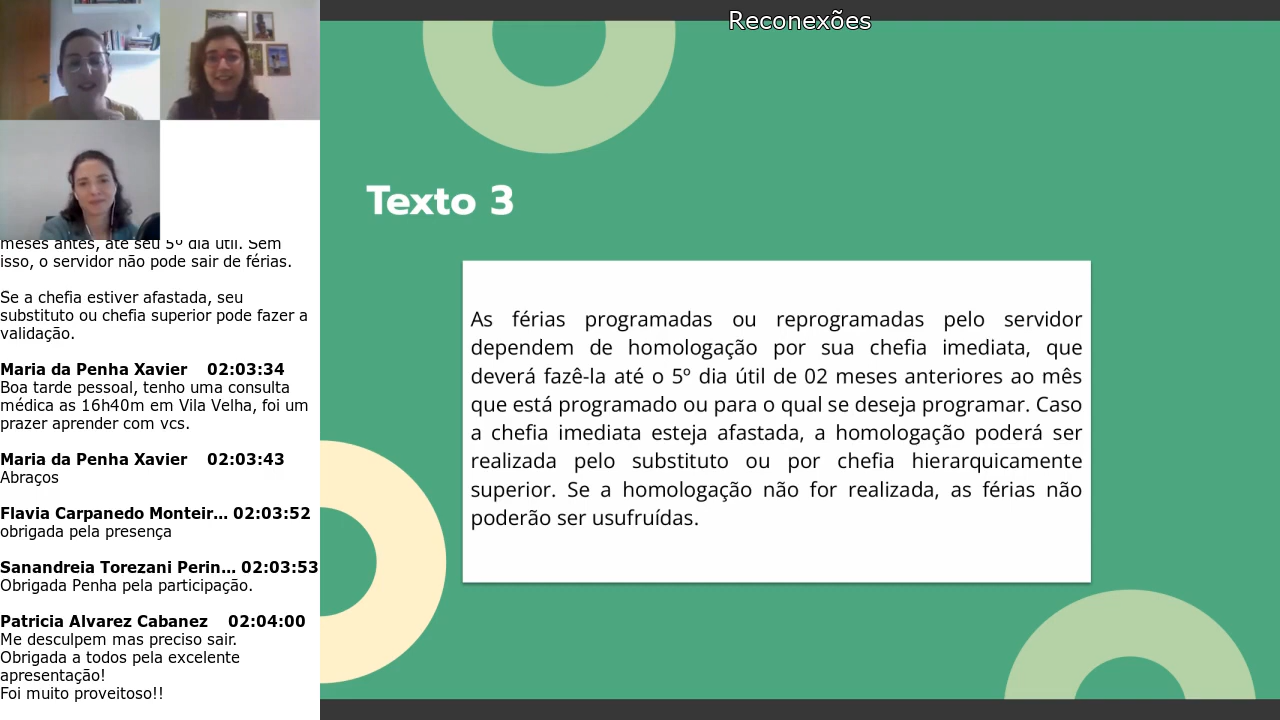 Reconexões
meses antes, até seu 5º dia útil. Sem
isso, o servidor não pode sair de férias.
Se a chefia estiver afastada, seu
substituto ou chefia superior pode fazer a
validação.
Maria da Penha Xavier 02:03:34
Boa tarde pessoal, tenho uma consulta
médica as 16h40m em Vila Velha, foi um
prazer aprender com vcs.
Maria da Penha Xavier 02:03:43
Abraços
Flavia Carpanedo Monteir... 02:03:52
obrigada pela presença
Sanandreia Torezani Perin... 02:03:53
Obrigada Penha pela participação.
Patricia Alvarez Cabanez 02:04:00
Me desculpem mas preciso sair.
Obrigada a todos pela excelente
apresentação!
Foi muito proveitoso!!
Texto 3
As férias programadas ou reprogramadas pelo servidor
dependem de homologação por sua chefia imediata, que
deverá fazê-la até o 5º dia útil de 02 meses anteriores ao mês
que está programado ou para o qual se deseja programar. Caso
a chefia imediata esteja afastada, a homologação poderá ser
realizada pelo substituto ou por chefia hierarquicamente
superior. Se a homologação não for realizada, as férias não
poderão ser usufruídas.